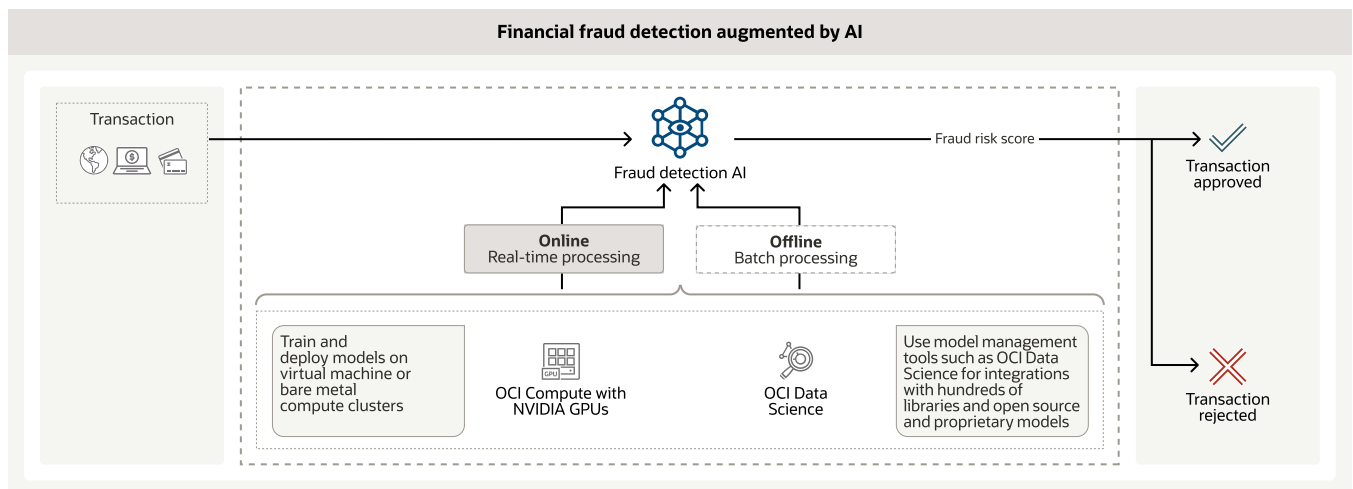 Financial fraud detection augmented by AI
Transaction
$
Fraud detection AI
Fraud risk score
Transaction
approved
Online
Real-time processing
Offline
Batch processing
Train and
deploy models on
virtual machine or
bare metal
compute clusters
GPU
OCI Compute with
NVIDIA GPUs
OCI Data
Science
Use model management
tools such as OCI Data
Science for integrations
with hundreds of
libraries and open source
and proprietary models
Transaction
rejected